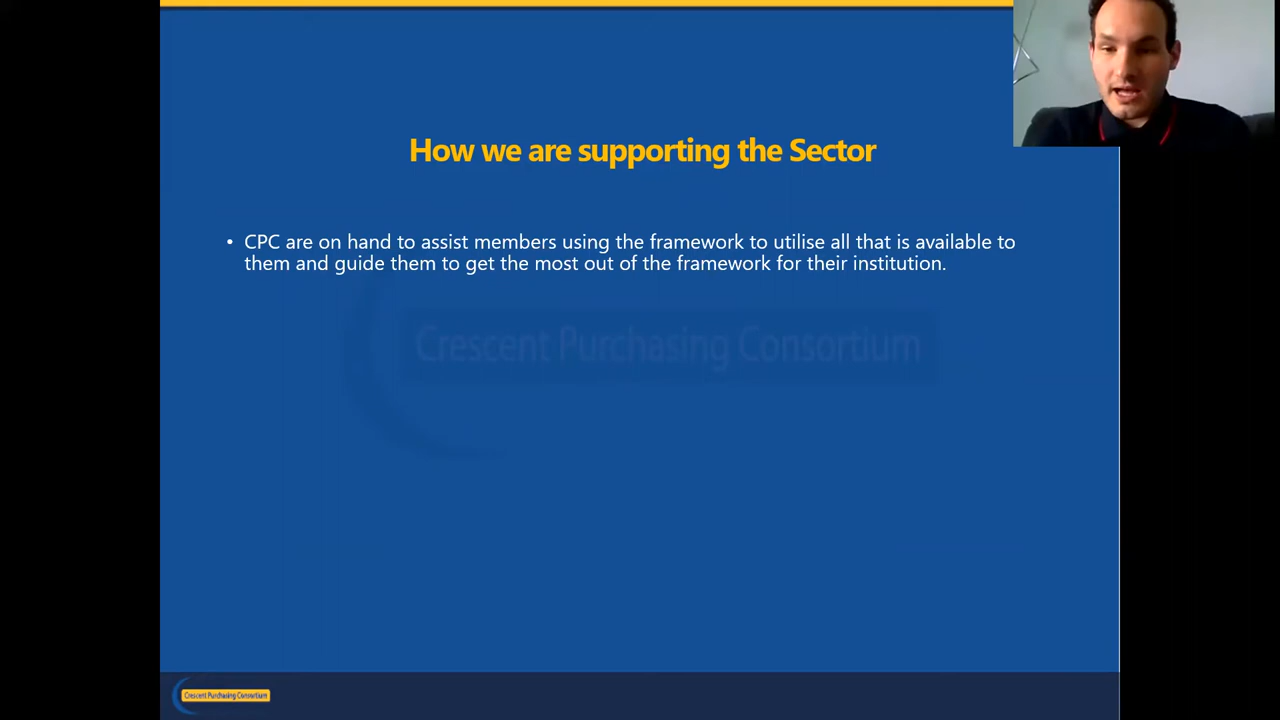 How we are supporting the Sector
• CPC are on hand to assist members using the framework to utilise all that is available to
them and guide them to get the most out of the framework for their institution.
Crescent Purchasing Consortium
Crescent Purchasing Consortium